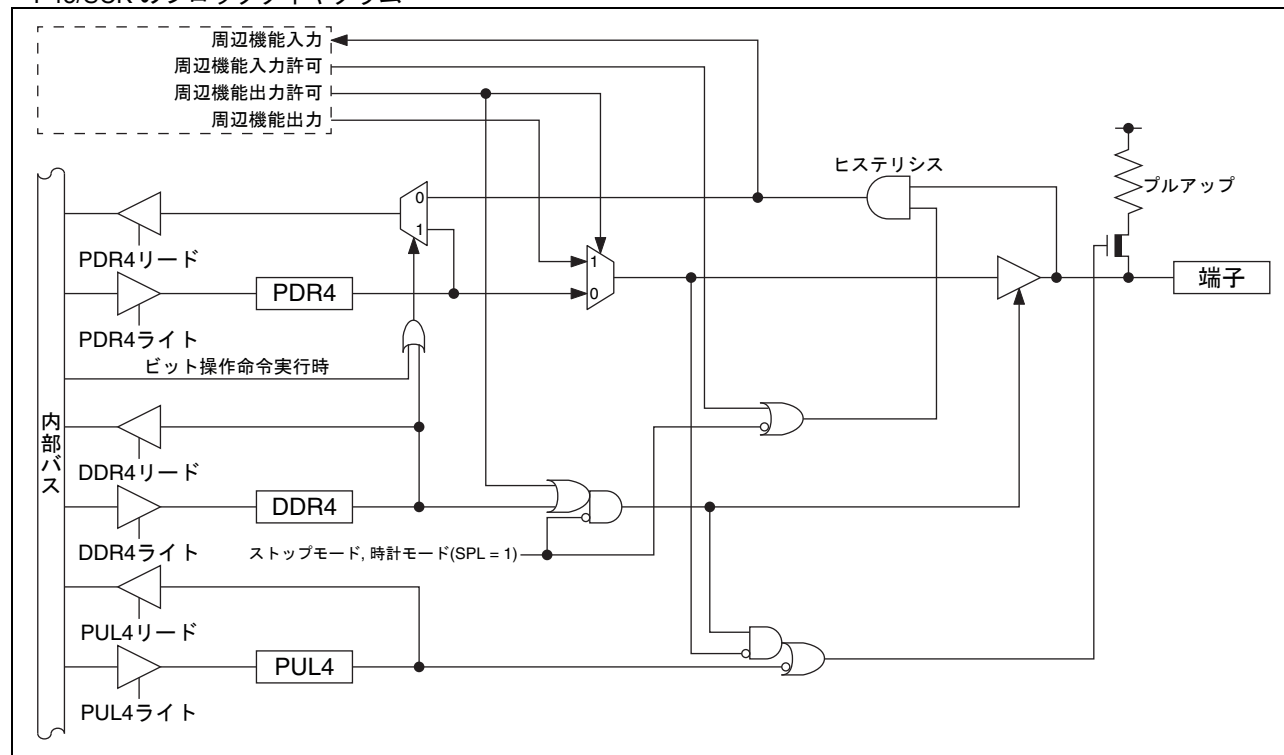 周辺機能入力
周辺機能入力許可
周辺機能出力許可
周辺機能出力
ヒステリシス
プルアップ
0
1
PDR4リード
1
0
端子
PDR4
PDR4ライト
ビット操作命令実行時
内部バス
DDR4リード
DDR4
DDR4ライト
ストップモード, 時計モード(SPL = 1)
PUL4リード
PUL4
PUL4ライト